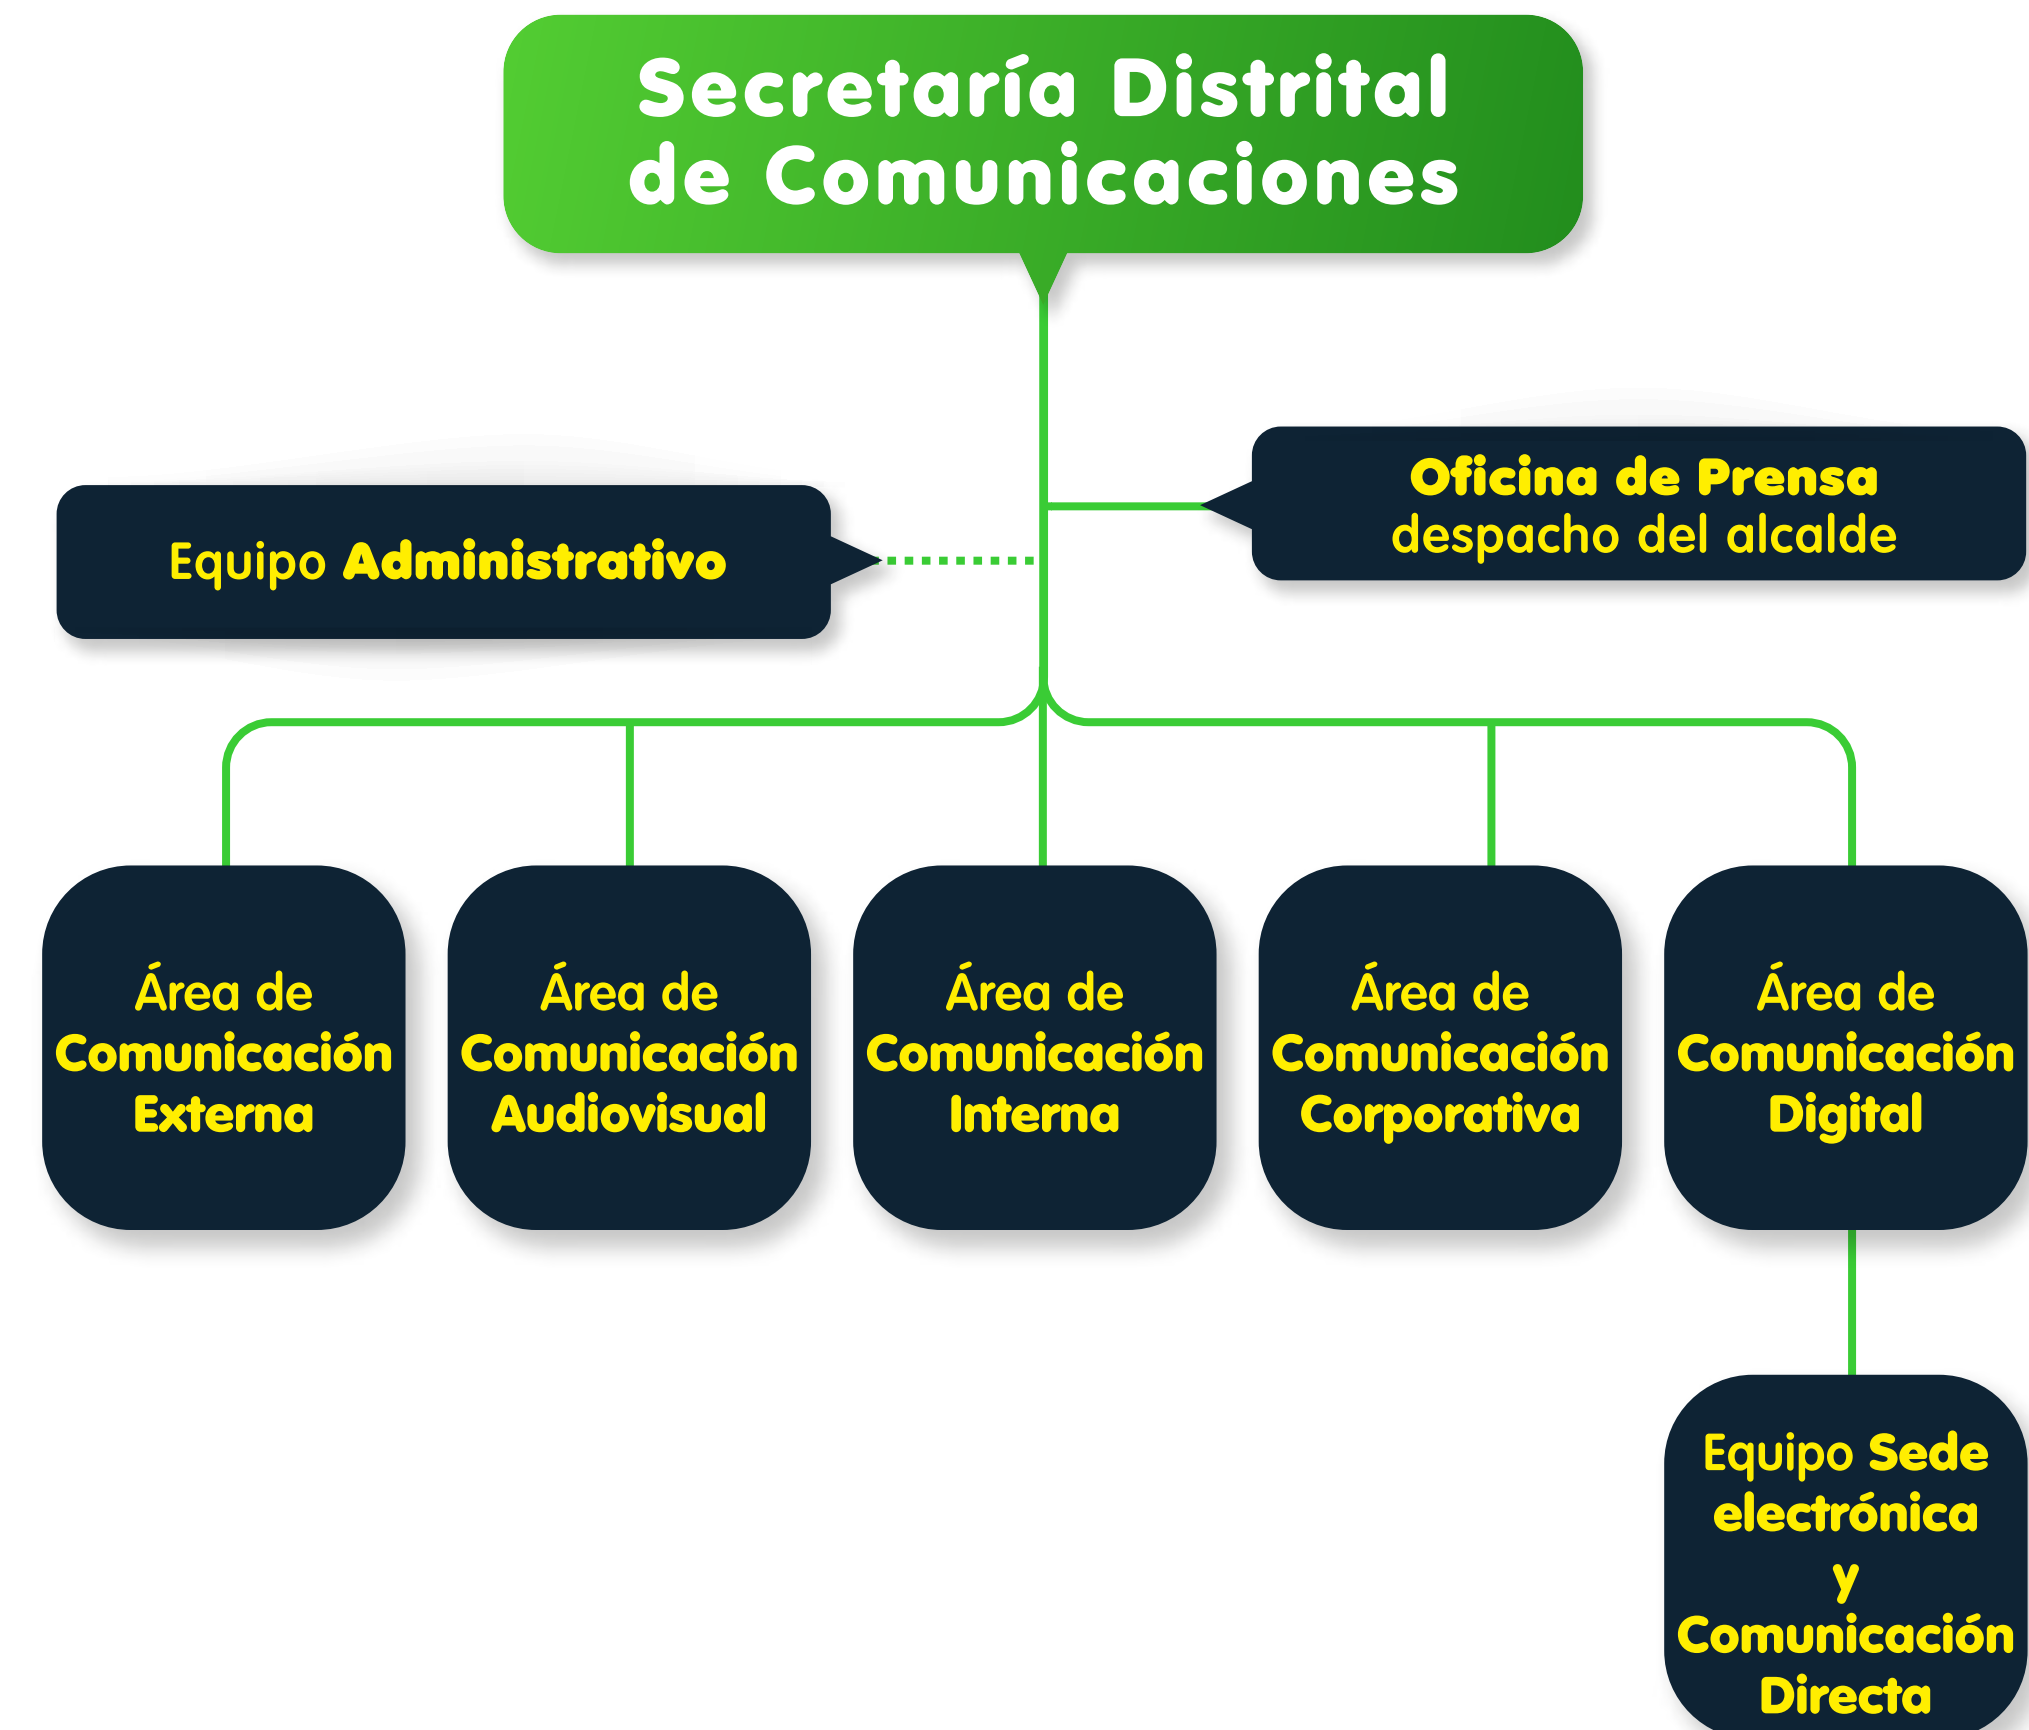 Secretaría Distrital
de Comunicaciones
Oficina de Prensa
despacho del alcalde
Equipo Administrativo
Área de
Comunicación
Externa
Área de
Comunicación
Audiovisual
Área de
Comunicación
Interna
Área de
Comunicación
Corporativa
Área de
Comunicación
Digital
Equipo Sede
electrónica
y
Comunicación
Directa